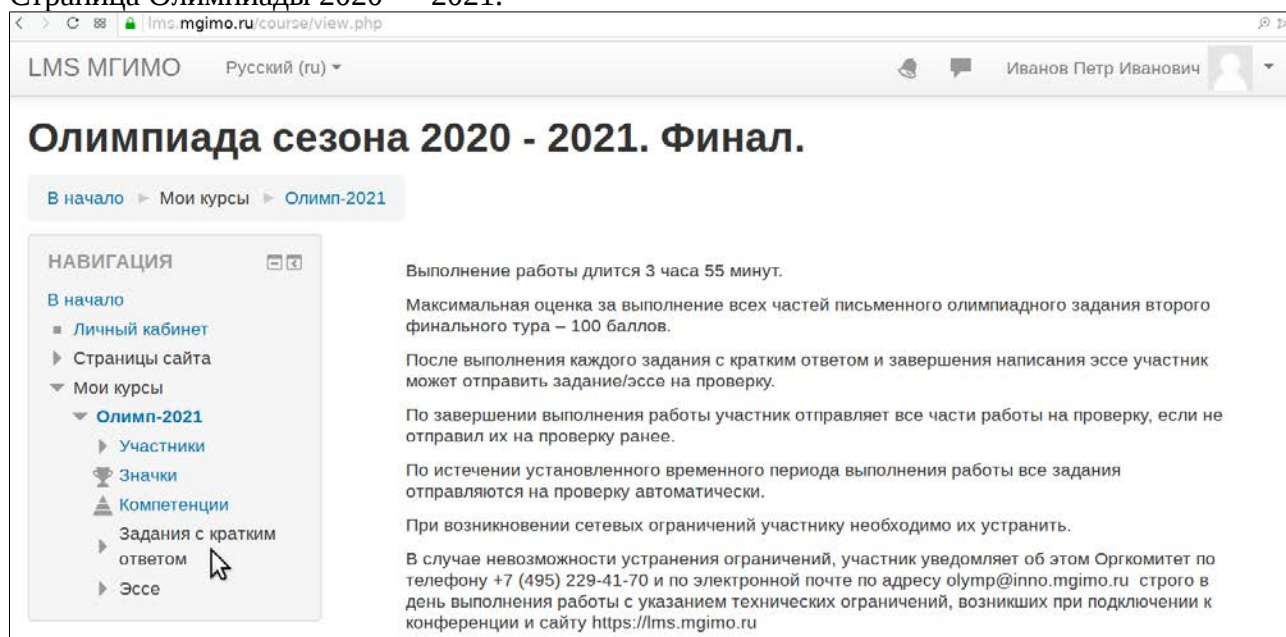 Страница Олимпиады 2020 — 2021:
lms.mgimo.ru/course/view.php
LMS МГИМО Русский (ru) Иванов Петр Иванович
Олимпиада сезона 2020 - 2021. Финал.
В начало Мои курсы Олимп-2021
НАВИГАЦИЯ
В начало
Личный кабинет
Страницы сайта
Мои курсы
Олимп-2021
Участники
Значки
Компетенции
Задания с кратким
ответом
Эссе
Выполнение работы длится 3 часа 55 минут.
Максимальная оценка за выполнение всех частей письменного олимпиадного задания второго
финального тура – 100 баллов.
После выполнения каждого задания с кратким ответом и завершения написания эссе участник
может отправить задание/эссе на проверку.
По завершении выполнения работы участник отправляет все части работы на проверку, если не
отправил их на проверку ранее.
По истечении установленного временного периода выполнения работы все задания
отправляются на проверку автоматически.
При возникновении сетевых ограничений участнику необходимо их устранить.
В случае невозможности устранения ограничений, участник уведомляет об этом Оргкомитет по
телефону +7 (495) 229-41-70 и по электронной почте по адресу olymp@inno.mgimo.ru строго в
день выполнения работы с указанием технических ограничений, возникших при подключении к
конференции и сайту https://lms.mgimo.ru